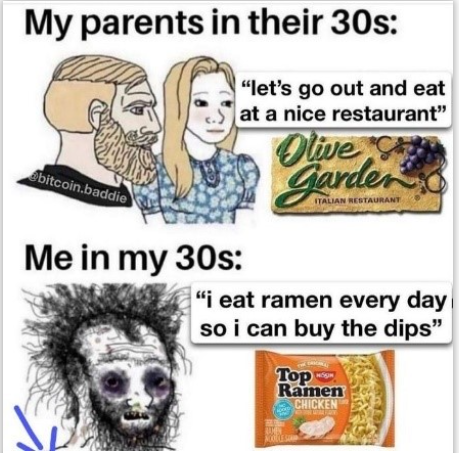 My parents in their 30s:
“let’s go out and eat
at a nice restaurant”
Olive
Garden
ITALIAN RESTAURANT
@bitcoin.baddie
Me in my 30s:
“i eat ramen every day
so i can buy the dips”
Top
NISSIN
Ramen
CHICKEN